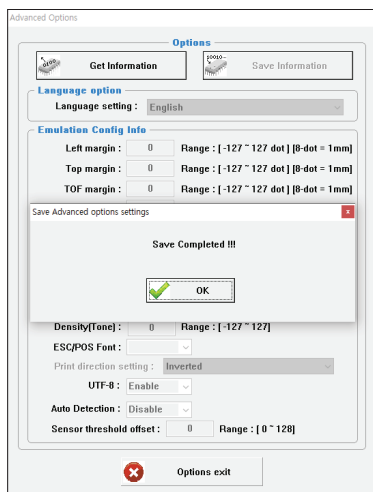 Advanced Options
Options
Get Information
Save Information
Language option
Language setting : English
Emulation Config Info
Left margin : 0 Range : [ -127 ~ 127 dot ] [8-dot = 1mm]
Top margin : 0 Range : [ -127 ~ 127 dot ] [8-dot = 1mm]
TOF margin : 0 Range : [ -127 ~ 127 dot ] [8-dot = 1mm]
Save Advanced options settings
x
Save Completed !!!
OK
Density(Tone) : 0 Range : [ -127 ~ 127]
ESC/POS Font :
Print direction setting : Inverted
UTF-8 : Enable
Auto Detection : Disable
Sensor threshold offset : 0 Range : [ 0 ~ 128]
Options exit